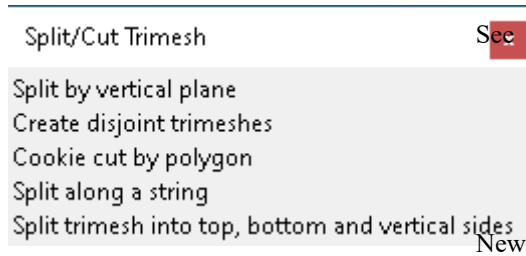 Split/Cut Trimesh See
Split by vertical plane
Create disjoint trimeshes
Cookie cut by polygon
Split along a string
Split trimesh into top, bottom and vertical sides
New